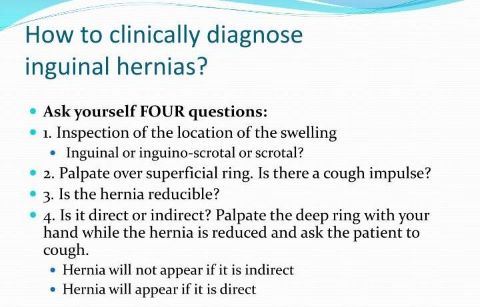 How to clinically diagnose
inguinal hernias?
• Ask yourself FOUR questions:
• 1. Inspection of the location of the swelling
• Inguinal or inguino-scrotal or scrotal?
• 2. Palpate over superficial ring. Is there a cough impulse?
• 3. Is the hernia reducible?
• 4. Is it direct or indirect? Palpate the deep ring with your
hand while the hernia is reduced and ask the patient to
cough.
• Hernia will not appear if it is indirect
• Hernia will appear if it is direct